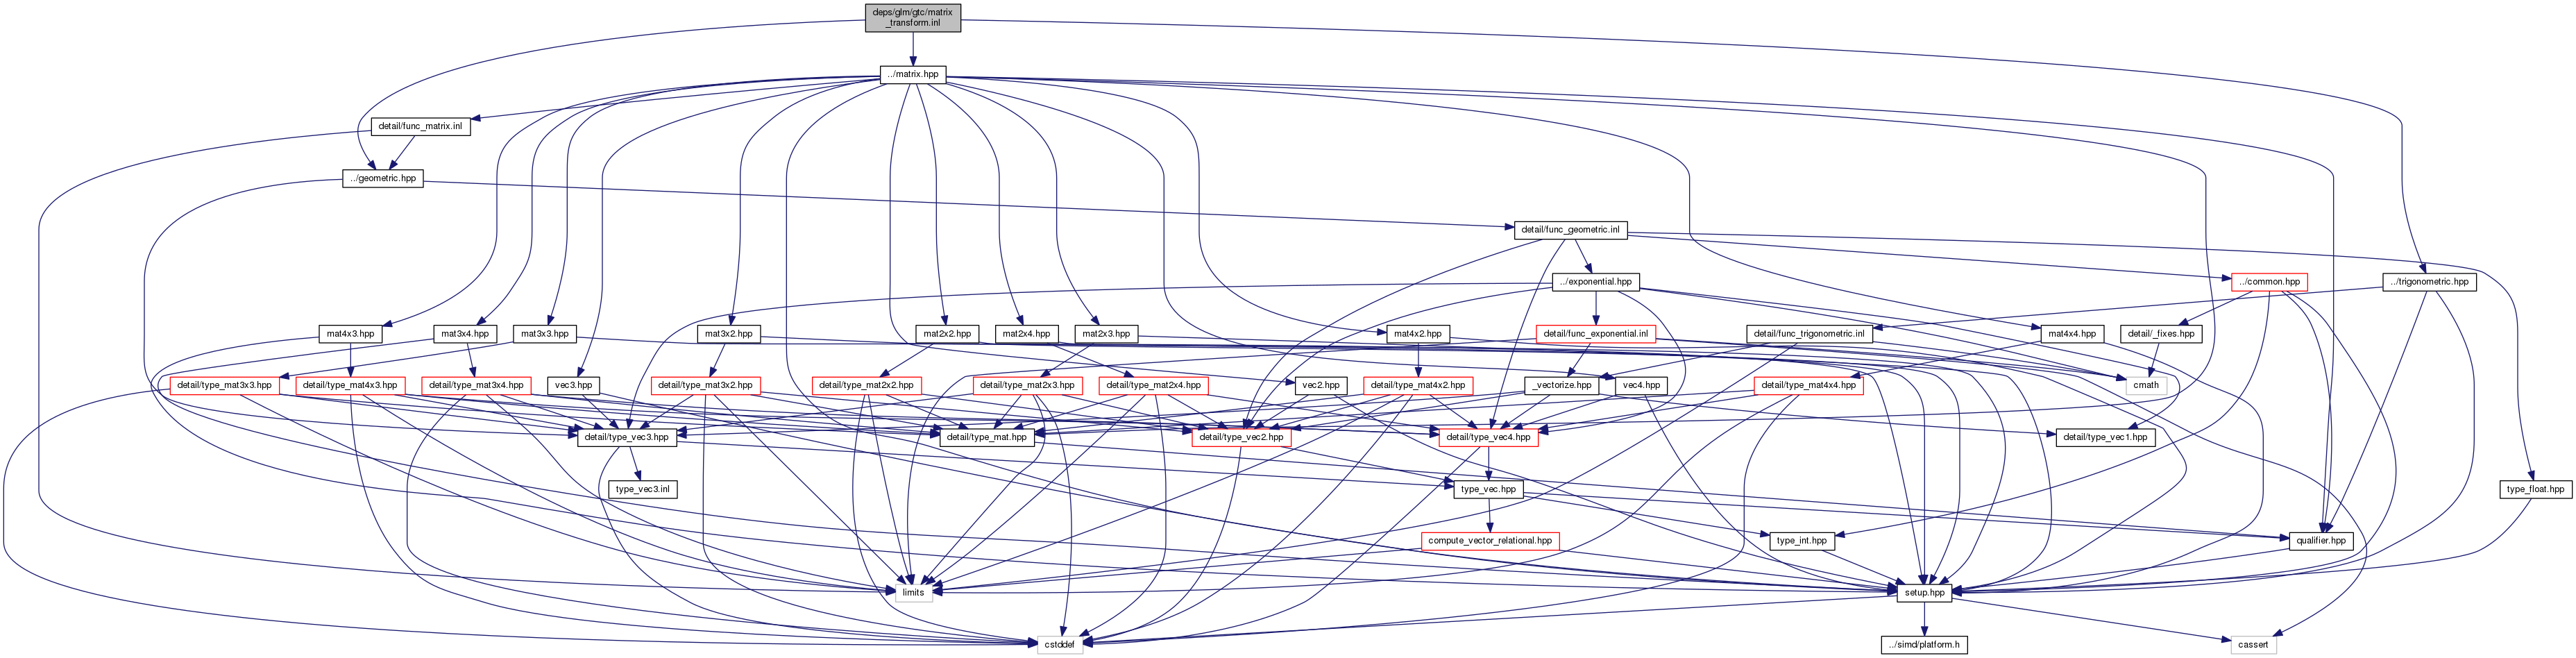 deps/glm/gtc/matrix
_transform.inl
../matrix.hpp
detail/func_matrix.inl
../geometric.hpp
detail/func_geometric.inl
../exponential.hpp
../common.hpp
../trigonometric.hpp
mat4x3.hpp
mat3x4.hpp
mat3x3.hpp
mat3x2.hpp
mat2x2.hpp
mat2x4.hpp
mat2x3.hpp
mat4x2.hpp
detail/func_exponential.inl
detail/func_trigonometric.inl
mat4x4.hpp
detail/_fixes.hpp
detail/type_mat3x3.hpp
detail/type_mat4x3.hpp
detail/type_mat3x4.hpp
vec3.hpp
detail/type_mat3x2.hpp
detail/type_mat2x2.hpp
detail/type_mat2x3.hpp
detail/type_mat2x4.hpp
vec2.hpp
detail/type_mat4x2.hpp
_vectorize.hpp
vec4.hpp
detail/type_mat4x4.hpp
cmath
detail/type_vec3.hpp
detail/type_mat.hpp
detail/type_vec2.hpp
detail/type_vec4.hpp
detail/type_vec1.hpp
type_vec3.inl
type_vec.hpp
type_float.hpp
compute_vector_relational.hpp
type_int.hpp
qualifier.hpp
limits
setup.hpp
cstddef
../simd/platform.h
cassert